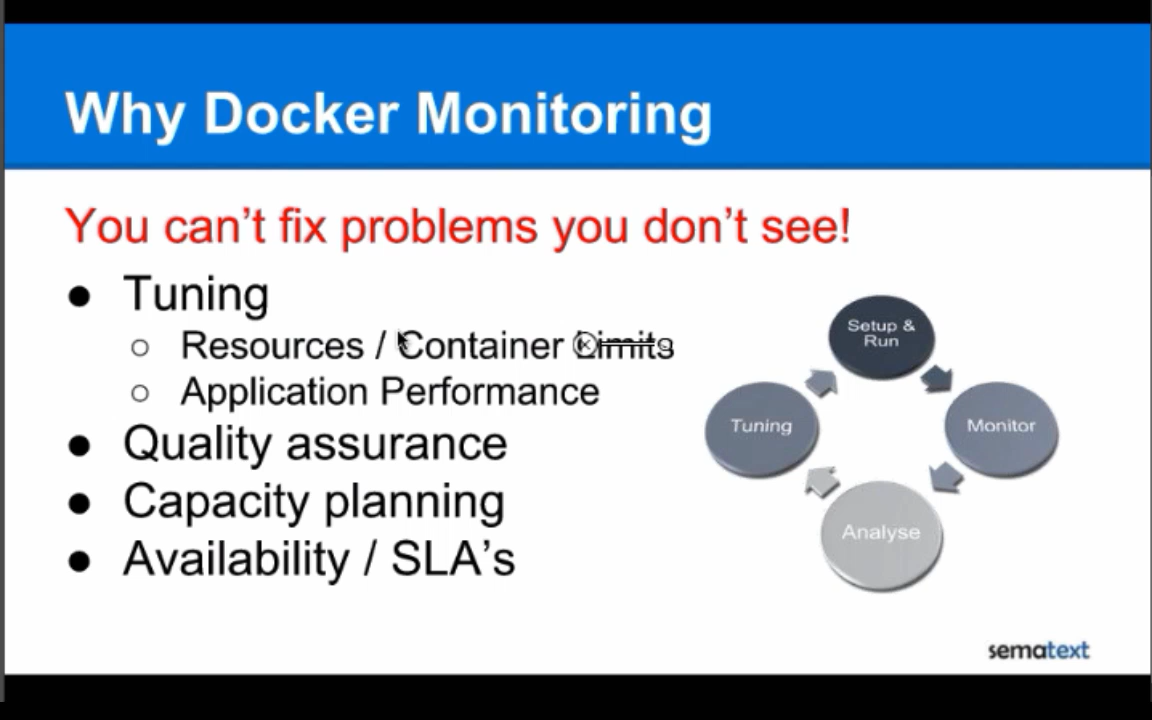 Why Docker Monitoring
You can't fix problems you don't see!
● Tuning
○ Resources / Container Limits
○ Application Performance
● Quality assurance
● Capacity planning
● Availability / SLA's
Setup &
Run
Tuning
Monitor
Analyse
sematext